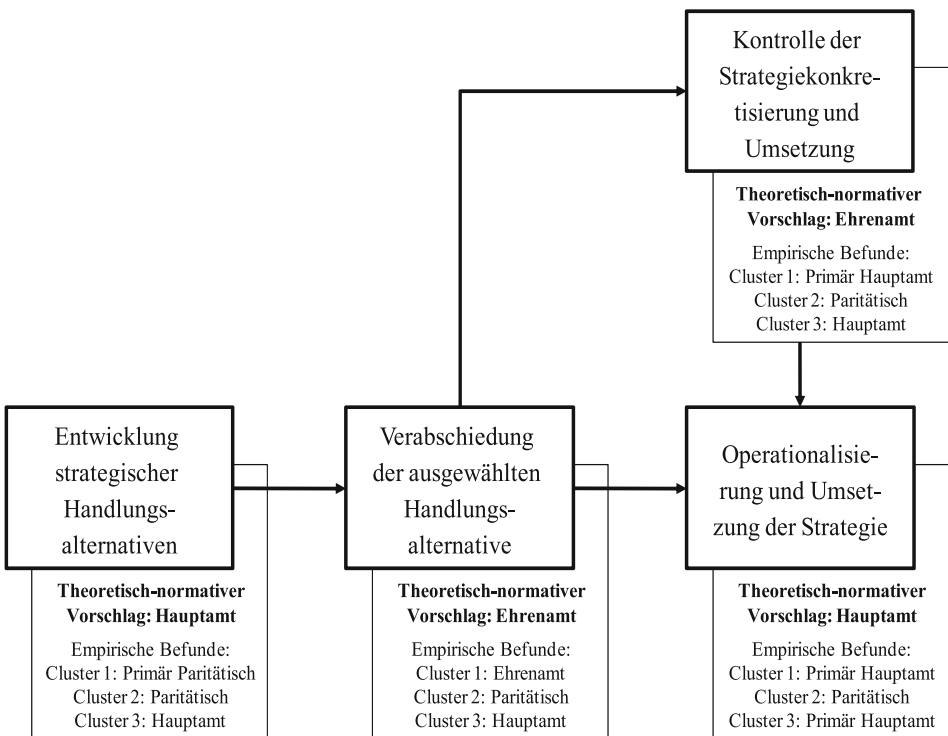 Kontrolle der
Strategiekonkre-
tisierung und
Umsetzung
Theoretisch-normativer
Vorschlag: Ehrenamt
Empirische Befunde:
Cluster 1: Primär Hauptamt
Cluster 2: Paritätisch
Cluster 3: Hauptamt
Entwicklung
strategischer
Handlungs-
alternativen
Theoretisch-normativer
Vorschlag: Hauptamt
Empirische Befunde:
Cluster 1: Primär Paritätisch
Cluster 2: Paritätisch
Cluster 3: Hauptamt
Verabschiedung
der ausgewählten
Handlungs-
alternative
Theoretisch-normativer
Vorschlag: Ehrenamt
Empirische Befunde:
Cluster 1: Ehrenamt
Cluster 2: Paritätisch
Cluster 3: Hauptamt
Operationalisie-
rung und Umset-
zung der Strategie
Theoretisch-normativer
Vorschlag: Hauptamt
Empirische Befunde:
Cluster 1: Primär Hauptamt
Cluster 2: Paritätisch
Cluster 3: Primär Hauptamt